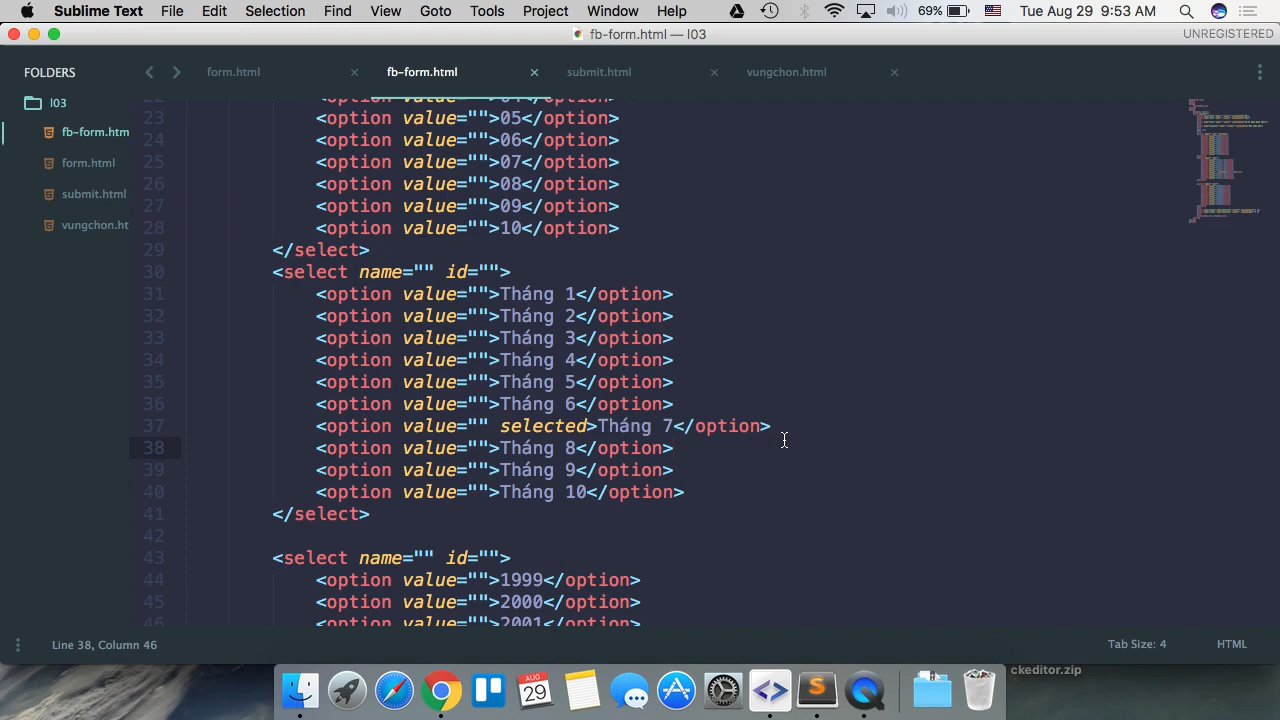 Sublime Text File Edit Selection Find View Goto Tools Project Window Help 69% Tue Aug 29 9:53 AM
fb-form.html — l03 UNREGISTERED
FOLDERS form.html × fb-form.html × submit.html × vungchon.html ×
l03
fb-form.htm
form.html
submit.html
vungchon.ht
23 <option value="">05</option>
24 <option value="">06</option>
25 <option value="">07</option>
26 <option value="">08</option>
27 <option value="">09</option>
28 <option value="">10</option>
29 </select>
30 <select name="" id="">
31 <option value="">Tháng 1</option>
32 <option value="">Tháng 2</option>
33 <option value="">Tháng 3</option>
34 <option value="">Tháng 4</option>
35 <option value="">Tháng 5</option>
36 <option value="">Tháng 6</option>
37 <option value="" selected>Tháng 7</option>
38 <option value="">Tháng 8</option>
39 <option value="">Tháng 9</option>
40 <option value="">Tháng 10</option>
41 </select>
42
43 <select name="" id="">
44 <option value="">1999</option>
45 <option value="">2000</option>
46 <option value="">2001</option>
Line 38, Column 46 Tab Size: 4 HTML
ckeditor.zip
AUG
29